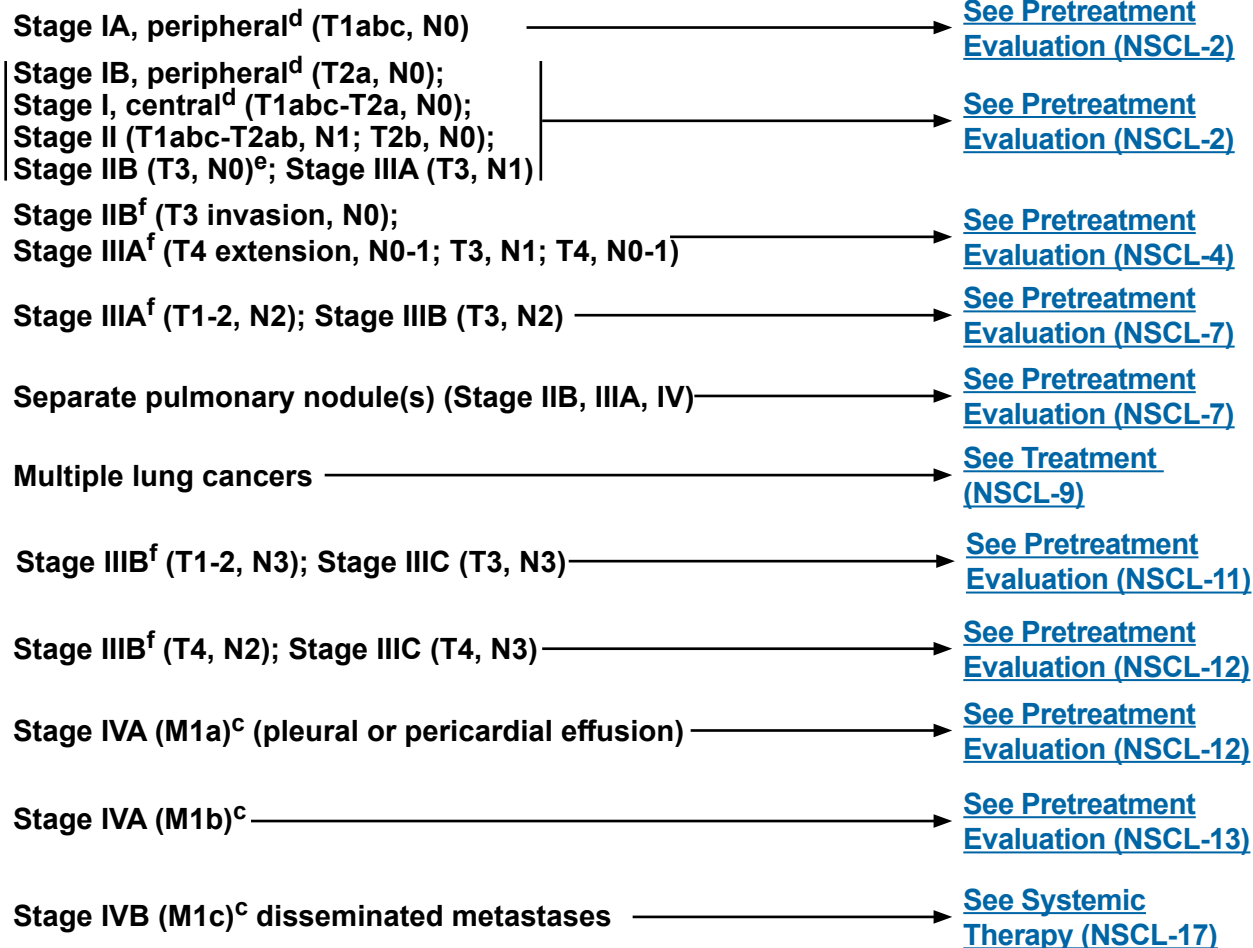 Stage IA, peripheral^d (T1abc, N0)
See Pretreatment
Evaluation (NSCL-2)
Stage IB, peripheral^d (T2a, N0);
Stage I, central^d (T1abc-T2a, N0);
Stage II (T1abc-T2ab, N1; T2b, N0);
Stage IIB (T3, N0)^e; Stage IIIA (T3, N1)
See Pretreatment
Evaluation (NSCL-2)
Stage IIB^f (T3 invasion, N0);
Stage IIIA^f (T4 extension, N0-1; T3, N1; T4, N0-1)
See Pretreatment
Evaluation (NSCL-4)
Stage IIIA^f (T1-2, N2); Stage IIIB (T3, N2)
See Pretreatment
Evaluation (NSCL-7)
Separate pulmonary nodule(s) (Stage IIB, IIIA, IV)
See Pretreatment
Evaluation (NSCL-7)
Multiple lung cancers
See Treatment
(NSCL-9)
Stage IIIB^f (T1-2, N3); Stage IIIC (T3, N3)
See Pretreatment
Evaluation (NSCL-11)
Stage IIIB^f (T4, N2); Stage IIIC (T4, N3)
See Pretreatment
Evaluation (NSCL-12)
Stage IVA (M1a)^c (pleural or pericardial effusion)
See Pretreatment
Evaluation (NSCL-12)
Stage IVA (M1b)^c
See Pretreatment
Evaluation (NSCL-13)
Stage IVB (M1c)^c disseminated metastases
See Systemic
Therapy (NSCL-17)